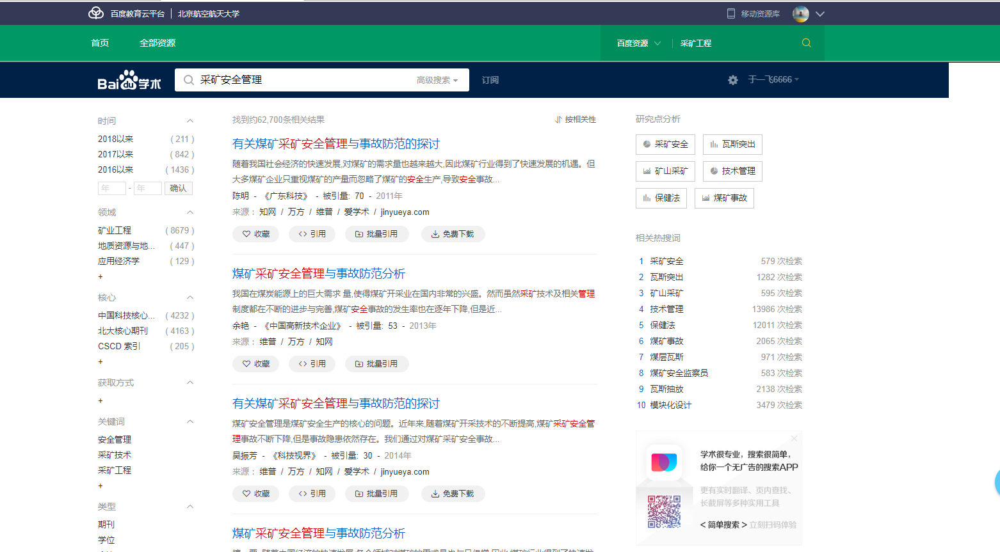 百度教育云平台 | 北京航空航天大学
移动资源库
首页 全部资源
百度资源 采矿工程
Bai du 学术
采矿安全管理 高级搜索 订阅
于一飞6666
时间
2018以来 ( 211 )
2017以来 ( 842 )
2016以来 ( 1436 )
年 - 年 确认
领域
矿业工程 ( 8679 )
地质资源与地... ( 447 )
应用经济学 ( 129 )
+
核心
中国科技核心... ( 4232 )
北大核心期刊 ( 4163 )
CSCD 索引 ( 205 )
+
获取方式
+
关键词
安全管理
采矿技术
采矿工程
+
类型
期刊
学位
找到约62,700条相关结果 按相关性
有关煤矿采矿安全管理与事故防范的探讨
随着我国社会经济的快速发展,对煤矿的需求量也越来越大,因此煤矿行业得到了快速发展的机遇。但
大多煤矿企业只重视煤矿的产量而忽略了煤矿的安全生产,导致安全事故...
陈明 - 《广东科技》 - 被引量: 70 - 2011年
来源： 知网 / 万方 / 维普 / 爱学术 / jinyueya.com
收藏 <> 引用 批量引用 免费下载
煤矿采矿安全管理与事故防范分析
我国在煤炭能源上的巨大需求 量,使得煤矿开采业在国内非常的兴盛。然而虽然采矿技术及相关管理
制度都在不断的进步与完善,煤矿安全事故的发生率也在逐年下降,但是近...
余艳 - 《中国高新技术企业》 - 被引量: 53 - 2013年
来源： 维普 / 万方 / 知网
收藏 <> 引用 批量引用
有关煤矿采矿安全管理与事故防范的探讨
煤矿安全管理是煤矿安全生产的核心的问题。近年来,随着煤矿开采技术的不断提高,煤矿采矿安全管
理事故不断下降,但是事故隐患依然存在。我们通过对煤矿采矿安全事故...
吴振芳 - 《科技视界》 - 被引量: 30 - 2014年
来源： 维普 / 万方 / 知网 / 爱学术 / jinyueya.com
收藏 <> 引用 批量引用 免费下载
煤矿采矿安全管理与事故防范分析
研究点分析
采矿安全 瓦斯突出
矿山采矿 技术管理
保健法 煤矿事故
相关热搜词
1 采矿安全 579 次检索
2 瓦斯突出 1282 次检索
3 矿山采矿 595 次检索
4 技术管理 13986 次检索
5 保健法 12011 次检索
6 煤矿事故 2065 次检索
7 煤层瓦斯 971 次检索
8 煤矿安全监察员 583 次检索
9 瓦斯抽放 2138 次检索
10 模块化设计 3479 次检索
学术很专业，搜索很简单，
给你一个无广告的搜索APP
更有实时翻译、页内查找、
长截屏等多种实用工具
< 简单搜索 > 立刻扫码体验